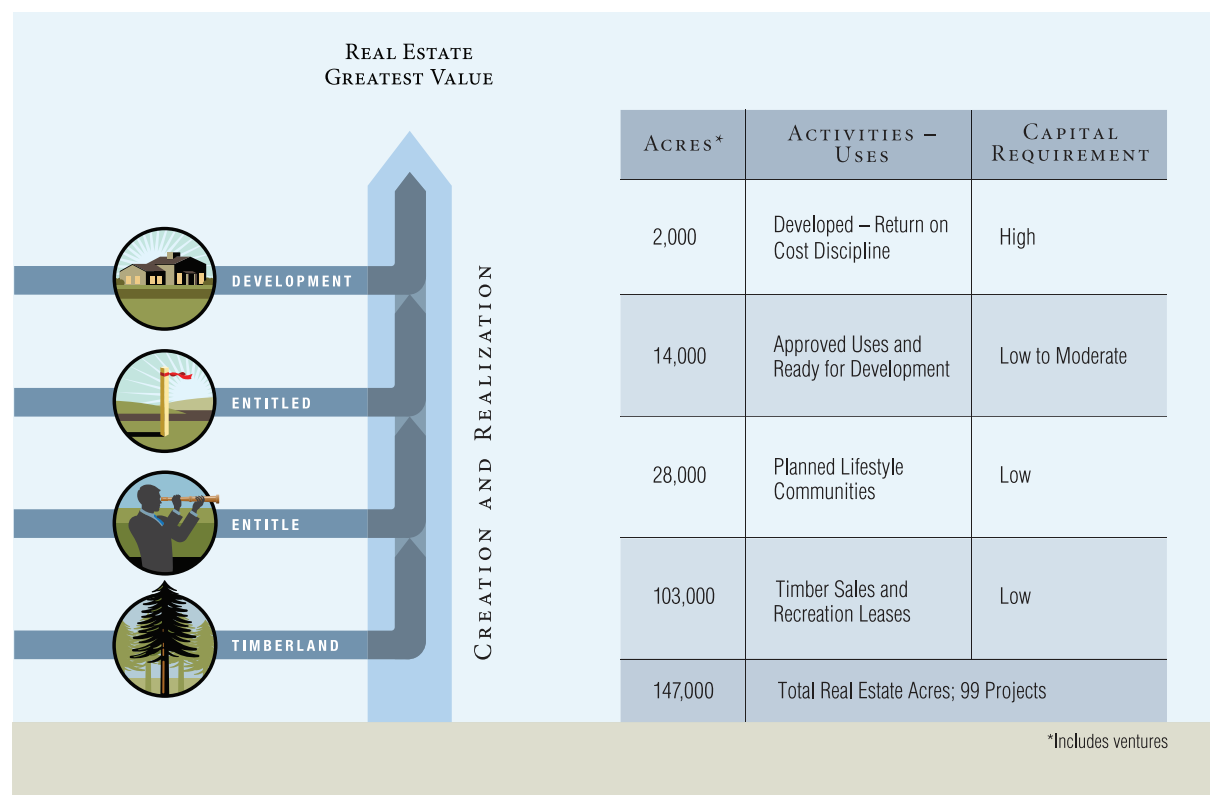 REAL ESTATE
GREATEST VALUE
DEVELOPMENT
ENTITLED
ENTITLE
TIMBERLAND
CREATION AND REALIZATION
ACRES*
ACTIVITIES –
USES
CAPITAL
REQUIREMENT
2,000
Developed – Return on
Cost Discipline
High
14,000
Approved Uses and
Ready for Development
Low to Moderate
28,000
Planned Lifestyle
Communities
Low
103,000
Timber Sales and
Recreation Leases
Low
147,000
Total Real Estate Acres; 99 Projects
*Includes ventures